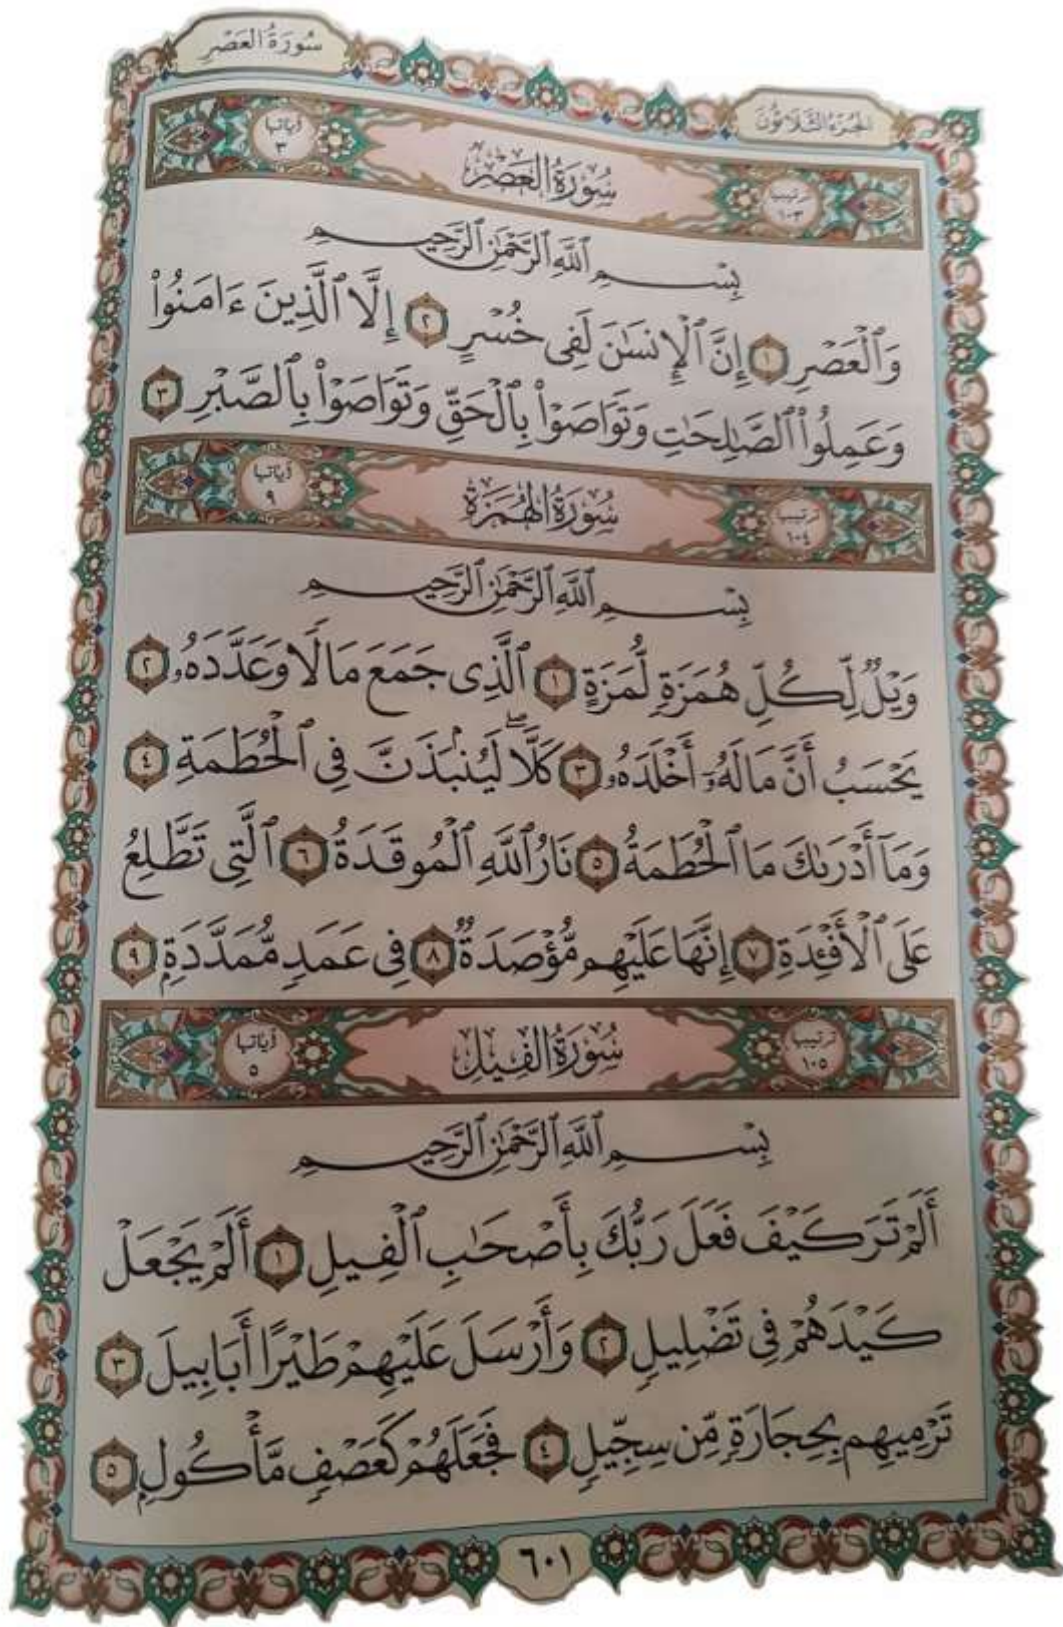 سُورَةُ العَصْرِ
الجُزءُ الثَّلَاثُونَ
ترتيبها ١٠٣ سُورَةُ العَصْرِ آياتها ٣
بِسْمِ ٱللَّهِ ٱلرَّحْمَٰنِ ٱلرَّحِيمِ
وَٱلْعَصْرِ ١ إِنَّ ٱلْإِنسَٰنَ لَفِى خُسْرٍ ٢ إِلَّا ٱلَّذِينَ ءَامَنُوا۟
وَعَمِلُوا۟ ٱلصَّٰلِحَٰتِ وَتَوَاصَوْا۟ بِٱلْحَقِّ وَتَوَاصَوْا۟ بِٱلصَّبْرِ ٣
ترتيبها ١٠٤ سُورَةُ الهُمَزَةِ آياتها ٩
بِسْمِ ٱللَّهِ ٱلرَّحْمَٰنِ ٱلرَّحِيمِ
وَيْلٌ لِّكُلِّ هُمَزَةٍ لُّمَزَةٍ ١ ٱلَّذِى جَمَعَ مَالًا وَعَدَّدَهُۥ ٢
يَحْسَبُ أَنَّ مَالَهُۥٓ أَخْلَدَهُۥ ٣ كَلَّا ۖ لَيُنۢبَذَنَّ فِى ٱلْحُطَمَةِ ٤
وَمَآ أَدْرَىٰكَ مَا ٱلْحُطَمَةُ ٥ نَارُ ٱللَّهِ ٱلْمُوقَدَةُ ٦ ٱلَّتِى تَطَّلِعُ
عَلَى ٱلْأَفْـِٔدَةِ ٧ إِنَّهَا عَلَيْهِم مُّؤْصَدَةٌ ٨ فِى عَمَدٍ مُّمَدَّدَةٍۭ ٩
ترتيبها ١٠٥ سُورَةُ الفِيلِ آياتها ٥
بِسْمِ ٱللَّهِ ٱلرَّحْمَٰنِ ٱلرَّحِيمِ
أَلَمْ تَرَ كَيْفَ فَعَلَ رَبُّكَ بِأَصْحَٰبِ ٱلْفِيلِ ١ أَلَمْ يَجْعَلْ
كَيْدَهُمْ فِى تَضْلِيلٍ ٢ وَأَرْسَلَ عَلَيْهِمْ طَيْرًا أَبَابِيلَ ٣
تَرْمِيهِم بِحِجَارَةٍ مِّن سِجِّيلٍ ٤ فَجَعَلَهُمْ كَعَصْفٍ مَّأْكُولٍۭ ٥
٦٠١